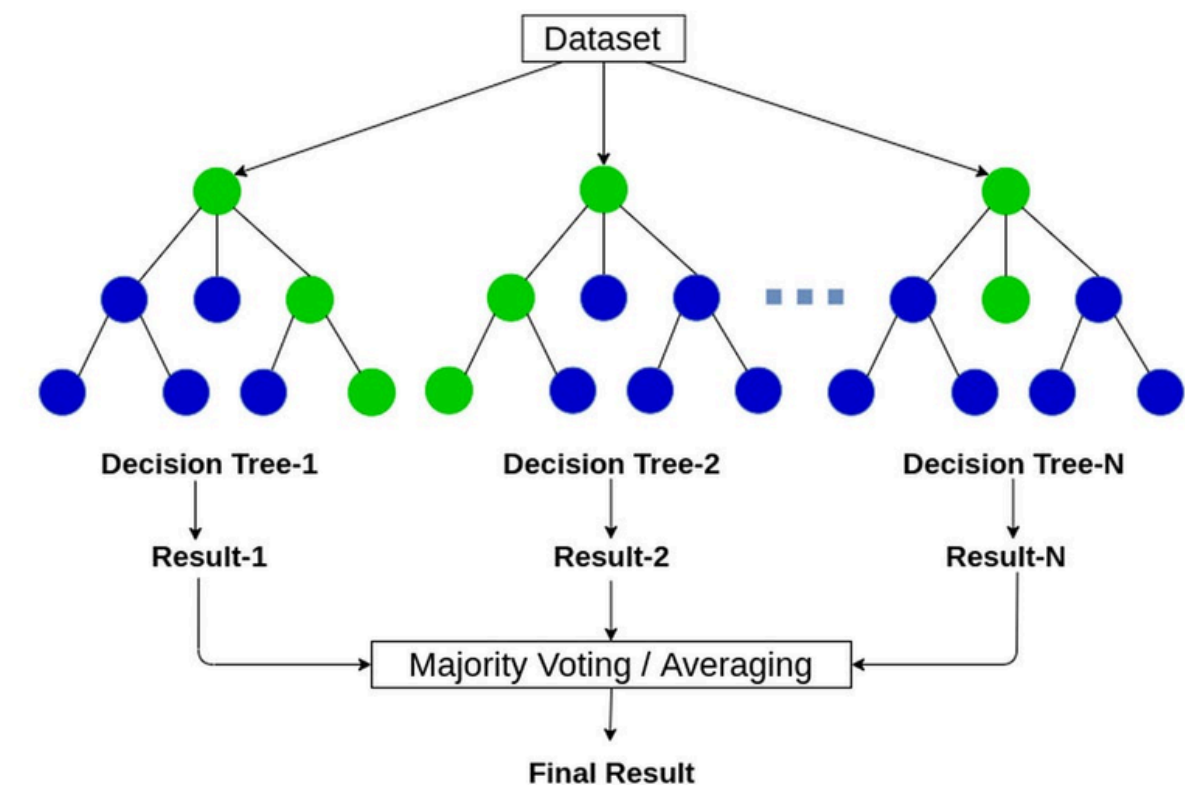 Dataset
Decision Tree-1
Decision Tree-2
Decision Tree-N
Result-1
Result-2
Result-N
Majority Voting / Averaging
Final Result